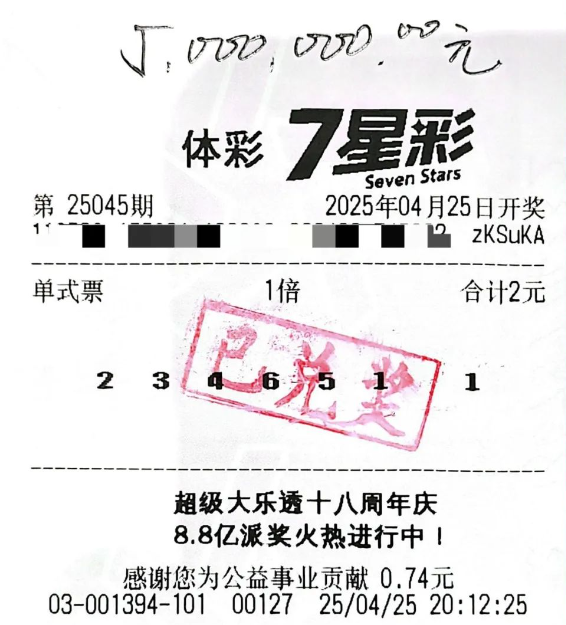 5,000,000.00元
体彩 7星彩
Seven Stars
第 25045期 2025年04月25日开奖
zKSuKA
单式票 1倍 合计2元
已兑奖
2 3 4 6 5 1 1
超级大乐透十八周年庆
8.8亿派奖火热进行中!
感谢您为公益事业贡献 0.74元
03-001394-101 00127 25/04/25 20:12:25